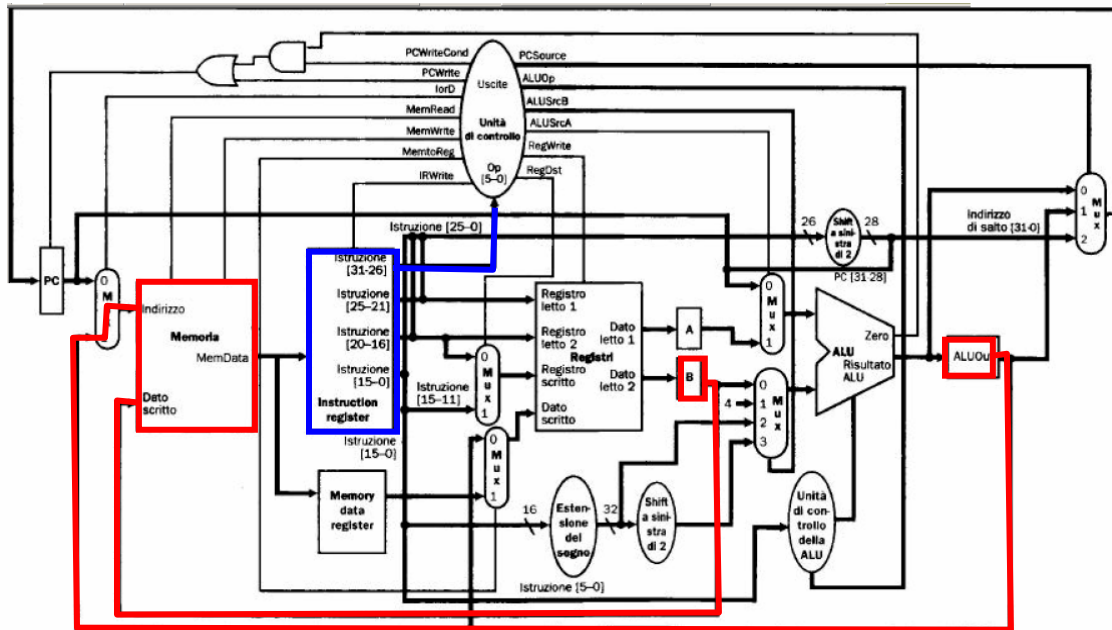 PCWriteCond
PCWrite
IorD
MemRead
MemWrite
MemtoReg
IRWrite
Uscite
Unità
di controllo
Op
[5–0]
PCSource
ALUOp
ALUSrcB
ALUSrcA
RegWrite
RegDst
Istruzione [25–0]
26
Shift
a sini-
stra di 2
28
Indirizzo
di salto [31-0]
PC [31-28]
0
1
2
M
u
x
PC
0
M
Indirizzo
Memoria
MemData
Dato
scritto
Istruzione
[31-26]
Istruzione
[25–21]
Istruzione
[20–16]
Istruzione
[15–0]
Instruction
register
Istruzione
[15–11]
Istruzione
[15–0]
0
M
u
x
1
0
M
u
x
1
Memory
data
register
Registro
letto 1
Registro
letto 2
Registro
scritto
Dato
scritto
Registri
Dato
letto 1
Dato
letto 2
A
B
4
0
M
u
x
1
0
1
2
3
M
u
x
Zero
ALU
Risultato
ALU
ALUOu
16
Esten-
sione
del
segno
32
Shift
a sini-
stra
di 2
Unità
di con-
trollo
della
ALU
Istruzione [5–0]